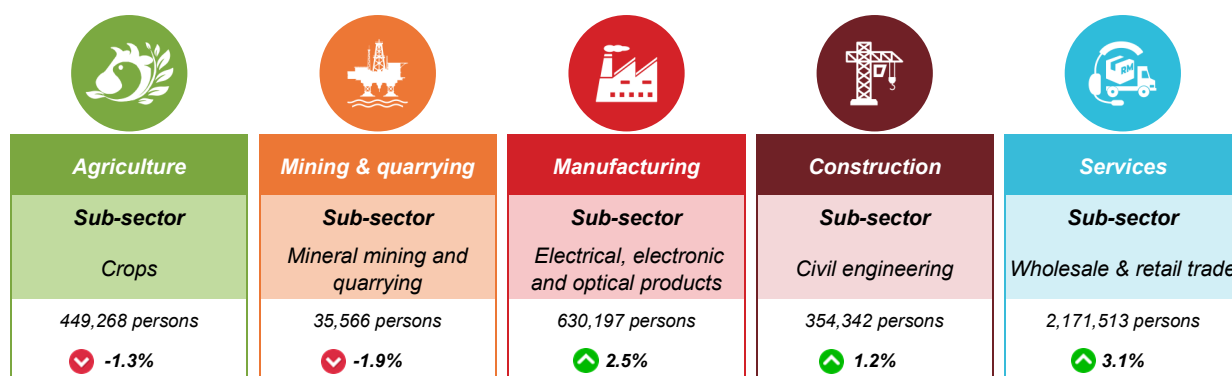 RM
Agriculture
Sub-sector
Crops
449,268 persons
-1.3%
Mining & quarrying
Sub-sector
Mineral mining and
quarrying
35,566 persons
-1.9%
Manufacturing
Sub-sector
Electrical, electronic
and optical products
630,197 persons
2.5%
Construction
Sub-sector
Civil engineering
354,342 persons
1.2%
Services
Sub-sector
Wholesale & retail trade
2,171,513 persons
3.1%